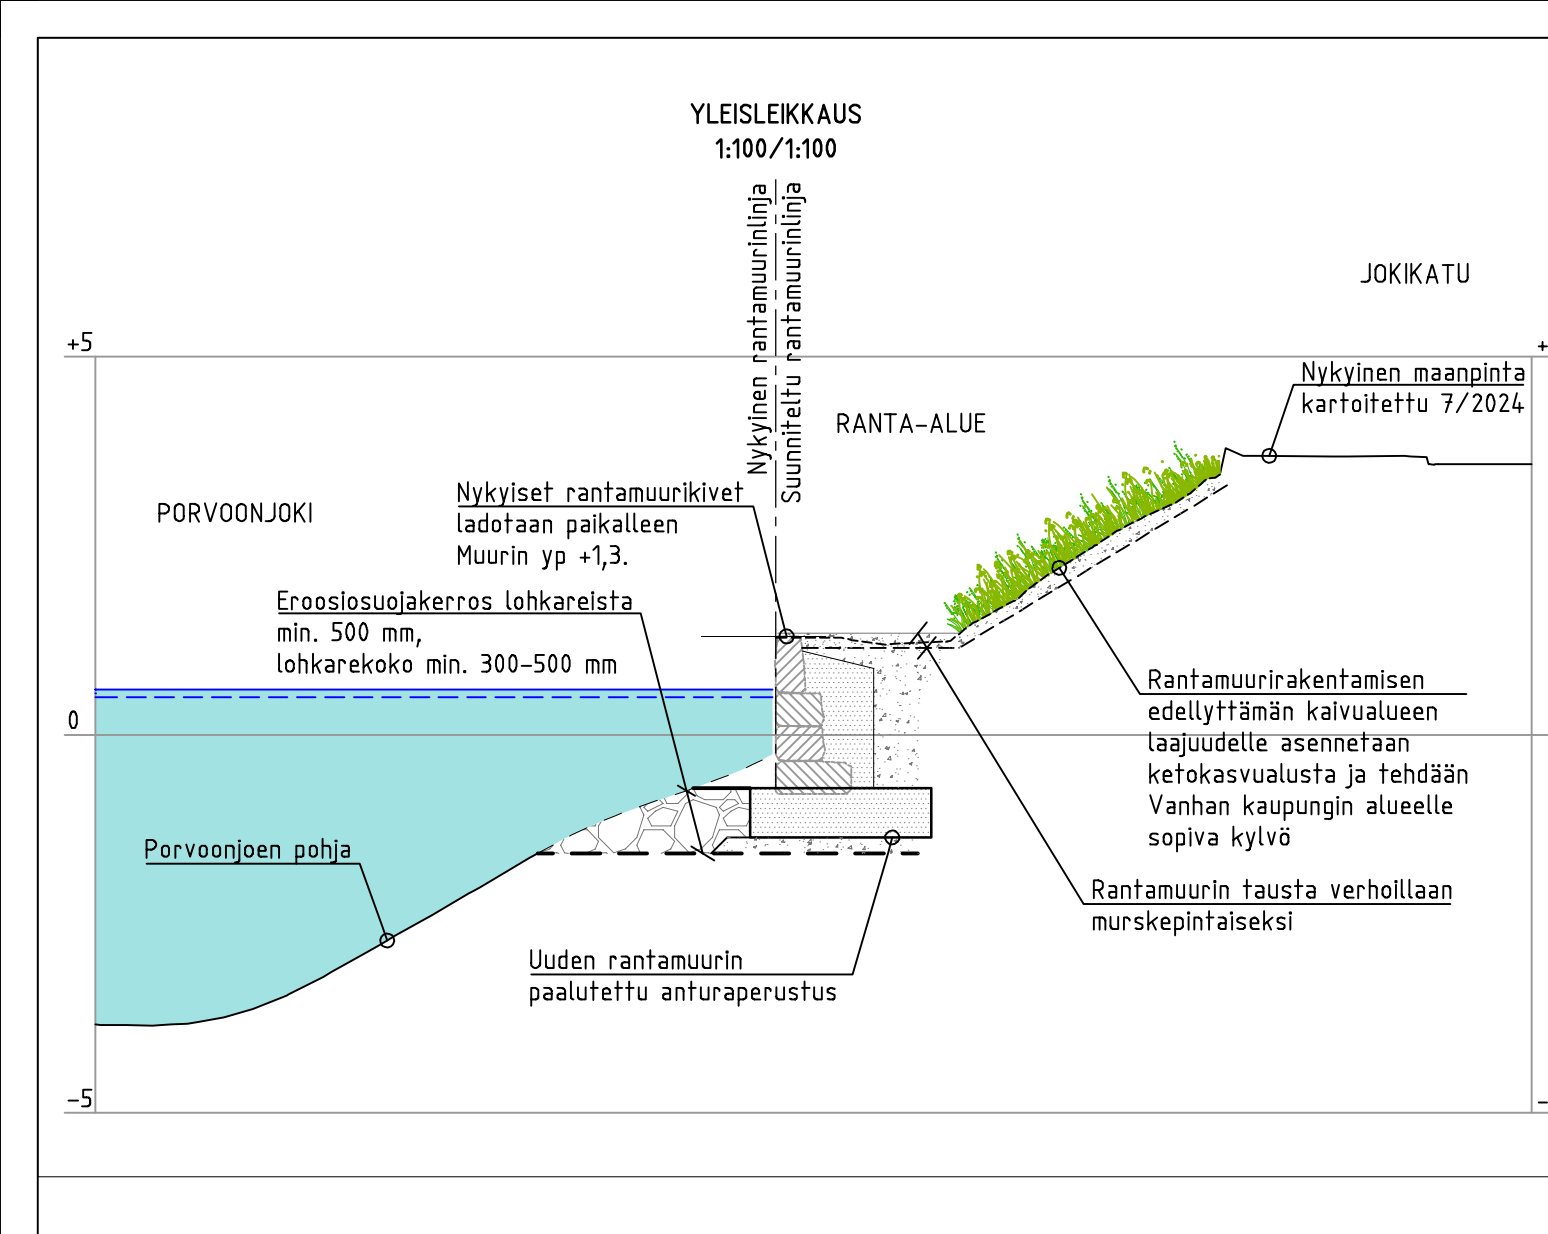 YLEISLEIKKAUS
1:100/1:100
Nykyinen rantamuurinlinja
Suunniteltu rantamuurinlinja
JOKIKATU
+5
+
Nykyinen maanpinta
kartoitettu 7/2024
RANTA-ALUE
PORVOONJOKI
Nykyiset rantamuurikivet
ladotaan paikalleen
Muurin yp +1,3.
Eroosiosuojakerros lohkareista
min. 500 mm,
lohkarekoko min. 300-500 mm
0
Rantamuurirakentamisen
edellyttämän kaivualueen
laajuudelle asennetaan
ketokasvualusta ja tehdään
Vanhan kaupungin alueelle
sopiva kylvö
Porvoonjoen pohja
Rantamuurin tausta verhoillaan
murskepintaiseksi
Uuden rantamuurin
paalutettu anturaperustus
-5
-